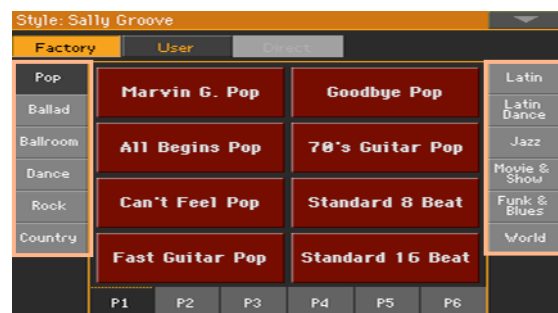 Style: Sally Groove
Factory
User
Direct
Pop
Ballad
Ballroom
Dance
Rock
Country
Marvin G. Pop
Goodbye Pop
All Begins Pop
70's Guitar Pop
Can't Feel Pop
Standard 8 Beat
Fast Guitar Pop
Standard 16 Beat
Latin
Latin
Dance
Jazz
Movie &
Show
Funk &
Blues
World
P1
P2
P3
P4
P5
P6